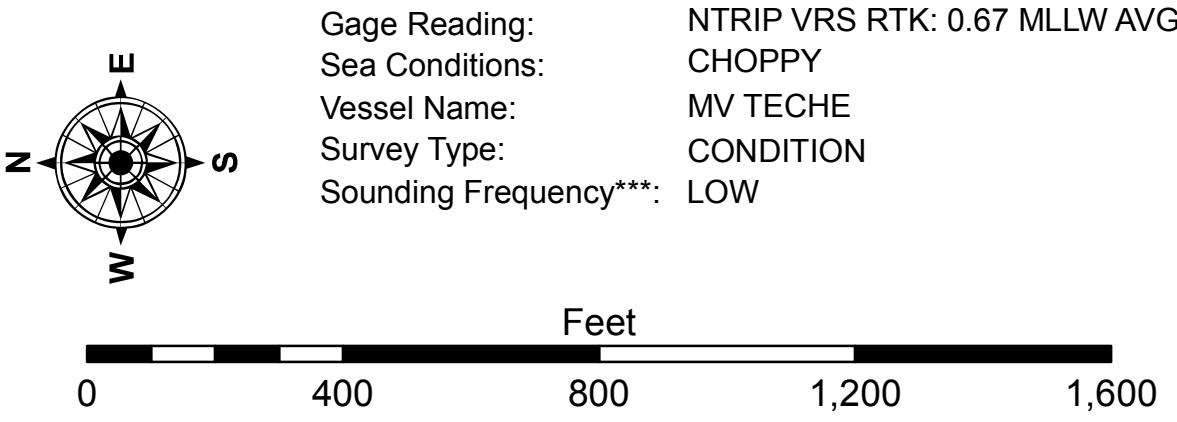 Gage Reading: NTRIP VRS RTK: 0.67 MLLW AVG
Sea Conditions: CHOPPY
Vessel Name: MV TECHE
Survey Type: CONDITION
Sounding Frequency***: LOW
E
N
S
W
Feet
0 400 800 1,200 1,600